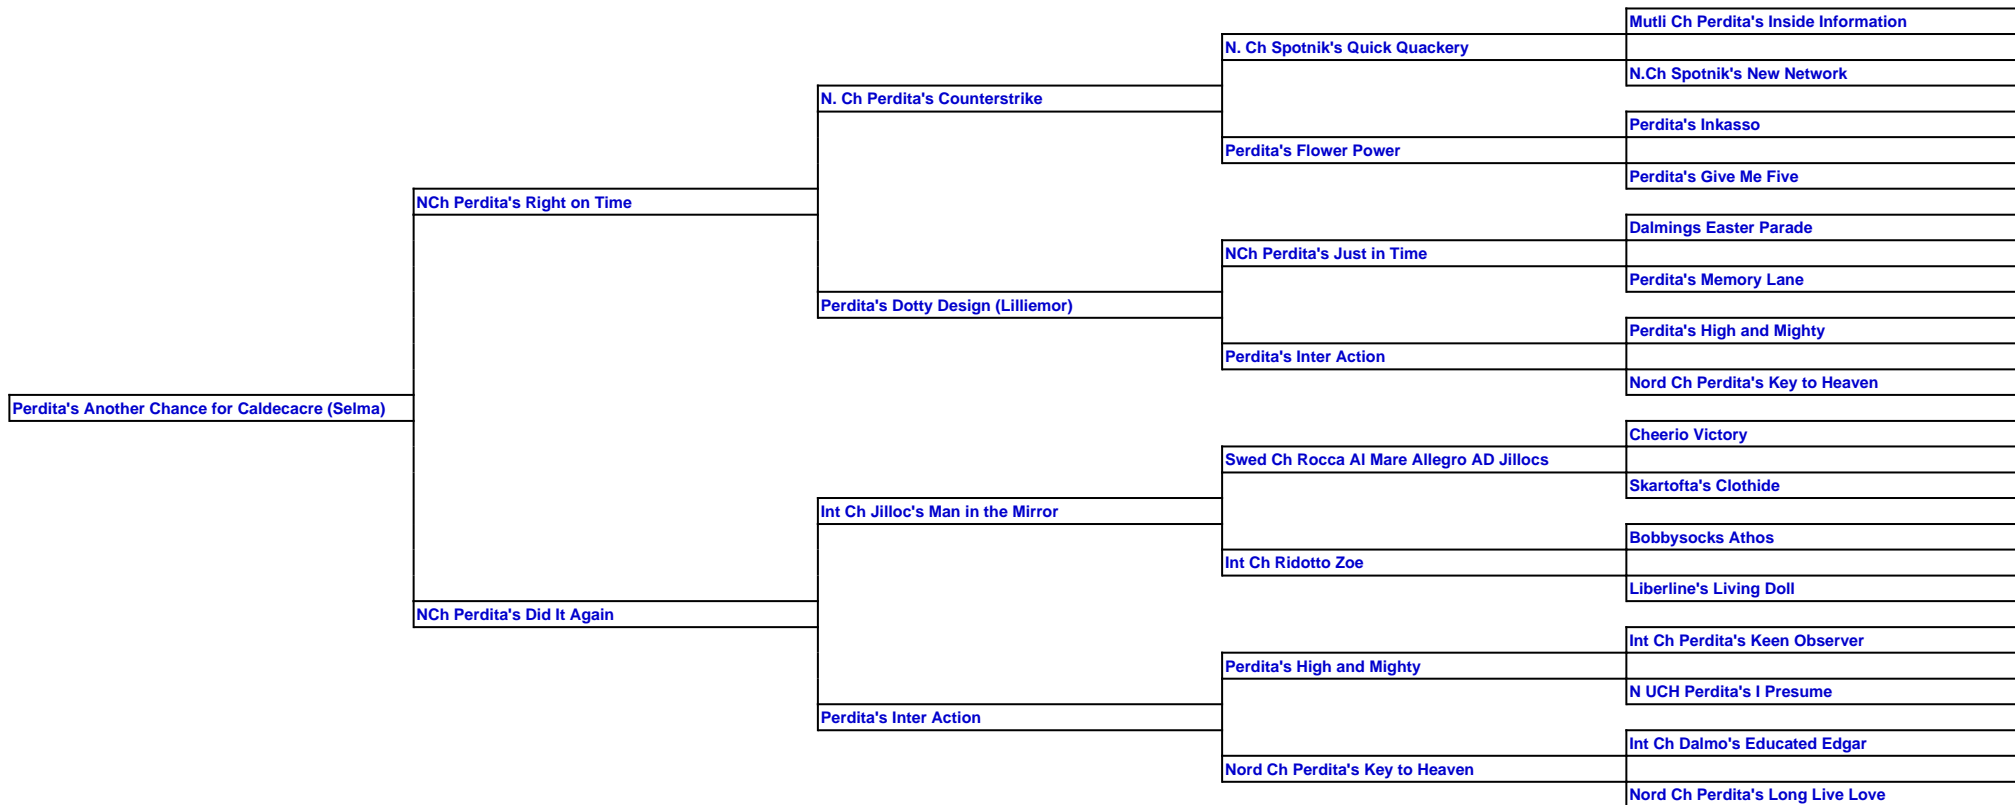 Mutli Ch Perdita's Inside Information
N. Ch Spotnik's Quick Quackery
N.Ch Spotnik's New Network
N. Ch Perdita's Counterstrike
Perdita's Inkasso
Perdita's Flower Power
Perdita's Give Me Five
NCh Perdita's Right on Time
Dalmings Easter Parade
NCh Perdita's Just in Time
Perdita's Memory Lane
Perdita's Dotty Design (Lilliemor)
Perdita's High and Mighty
Perdita's Inter Action
Nord Ch Perdita's Key to Heaven
Perdita's Another Chance for Caldecacre (Selma)
Cheerio Victory
Swed Ch Rocca Al Mare Allegro AD Jillocs
Skartofta's Clothide
Int Ch Jilloc's Man in the Mirror
Bobbysocks Athos
Int Ch Ridotto Zoe
Liberline's Living Doll
NCh Perdita's Did It Again
Int Ch Perdita's Keen Observer
Perdita's High and Mighty
N UCH Perdita's I Presume
Perdita's Inter Action
Int Ch Dalmo's Educated Edgar
Nord Ch Perdita's Key to Heaven
Nord Ch Perdita's Long Live Love